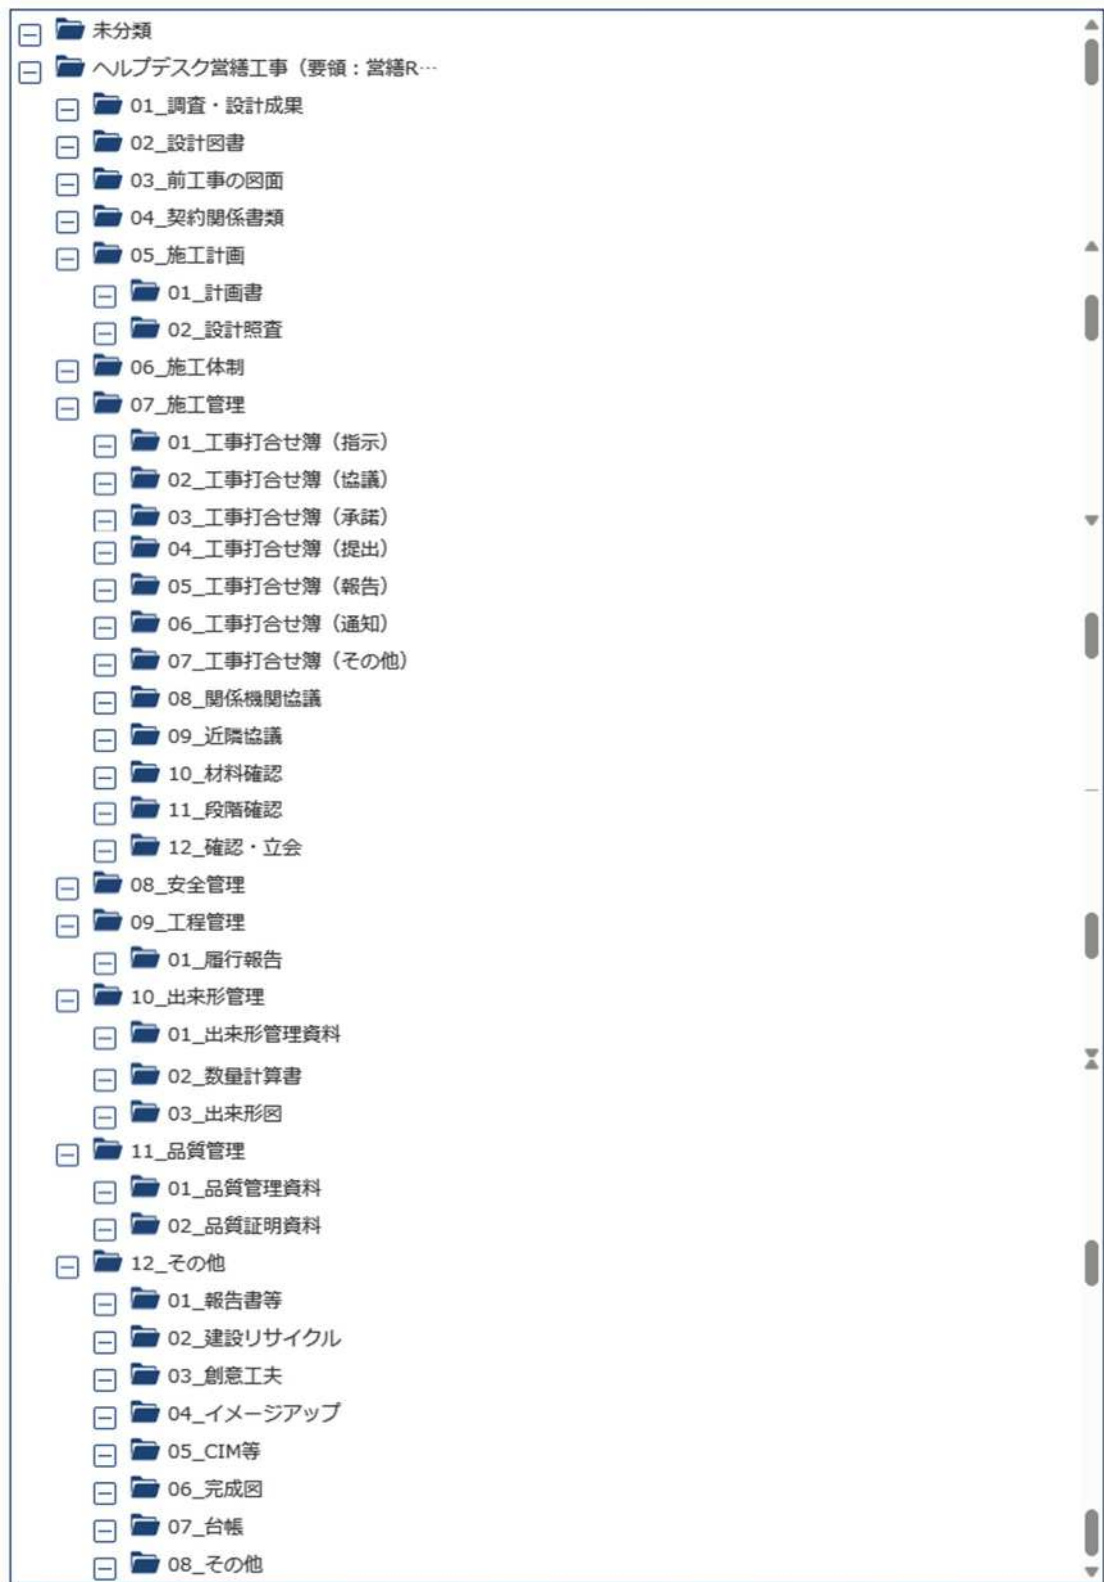 未分類
ヘルプデスク営繕工事（要領：営繕R…
01_調査・設計成果
02_設計図書
03_前工事の図面
04_契約関係書類
05_施工計画
01_計画書
02_設計照査
06_施工体制
07_施工管理
01_工事打合せ簿（指示）
02_工事打合せ簿（協議）
03_工事打合せ簿（承諾）
04_工事打合せ簿（提出）
05_工事打合せ簿（報告）
06_工事打合せ簿（通知）
07_工事打合せ簿（その他）
08_関係機関協議
09_近隣協議
10_材料確認
11_段階確認
12_確認・立会
08_安全管理
09_工程管理
01_履行報告
10_出来形管理
01_出来形管理資料
02_数量計算書
03_出来形図
11_品質管理
01_品質管理資料
02_品質証明資料
12_その他
01_報告書等
02_建設リサイクル
03_創意工夫
04_イメージアップ
05_CIM等
06_完成図
07_台帳
08_その他